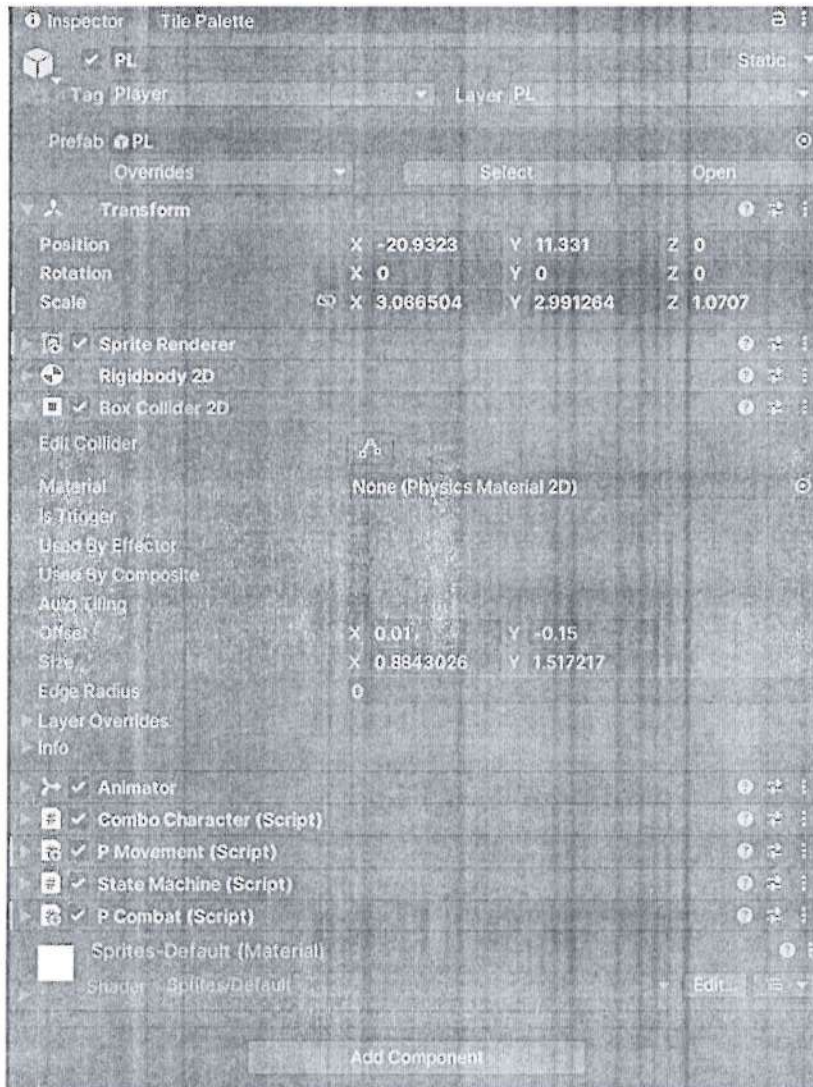 Inspector Tile Palette
PL Static
Tag Player Layer PL
Prefab PL
Overrides Select Open
Transform
Position X -20.9323 Y 11.331 Z 0
Rotation X 0 Y 0 Z 0
Scale X 3.066504 Y 2.991264 Z 1.0707
Sprite Renderer
Rigidbody 2D
Box Collider 2D
Edit Collider
Material None (Physics Material 2D)
Is Trigger
Used By Effector
Used By Composite
Auto Tiling
Offset X 0.01 Y -0.15
Size X 0.8843026 Y 1.517217
Edge Radius 0
Layer Overrides
Info
Animator
Combo Character (Script)
P Movement (Script)
State Machine (Script)
P Combat (Script)
Sprites-Default (Material)
Shader Sprites/Default Edit...
Add Component